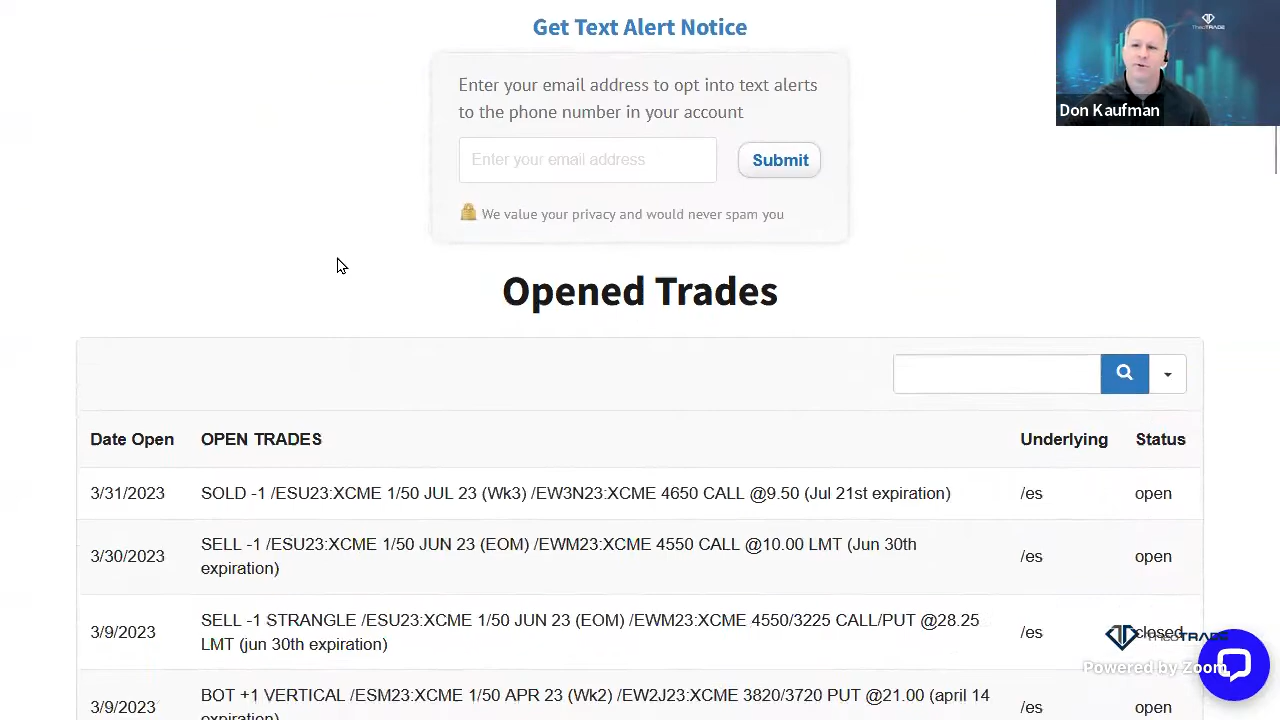 Get Text Alert Notice
Enter your email address to opt into text alerts
to the phone number in your account
Enter your email address
Submit
We value your privacy and would never spam you
TheoTRADE
Don Kaufman
Opened Trades
Date Open OPEN TRADES Underlying Status
3/31/2023 SOLD -1 /ESU23:XCME 1/50 JUL 23 (Wk3) /EW3N23:XCME 4650 CALL @9.50 (Jul 21st expiration) /es open
3/30/2023 SELL -1 /ESU23:XCME 1/50 JUN 23 (EOM) /EWM23:XCME 4550 CALL @10.00 LMT (Jun 30th
expiration) /es open
3/9/2023 SELL -1 STRANGLE /ESU23:XCME 1/50 JUN 23 (EOM) /EWM23:XCME 4550/3225 CALL/PUT @28.25
LMT (jun 30th expiration) /es closed
TheoTRADE
Powered by Zoom
3/9/2023 BOT +1 VERTICAL /ESM23:XCME 1/50 APR 23 (Wk2) /EW2J23:XCME 3820/3720 PUT @21.00 (april 14
expiration) /es open